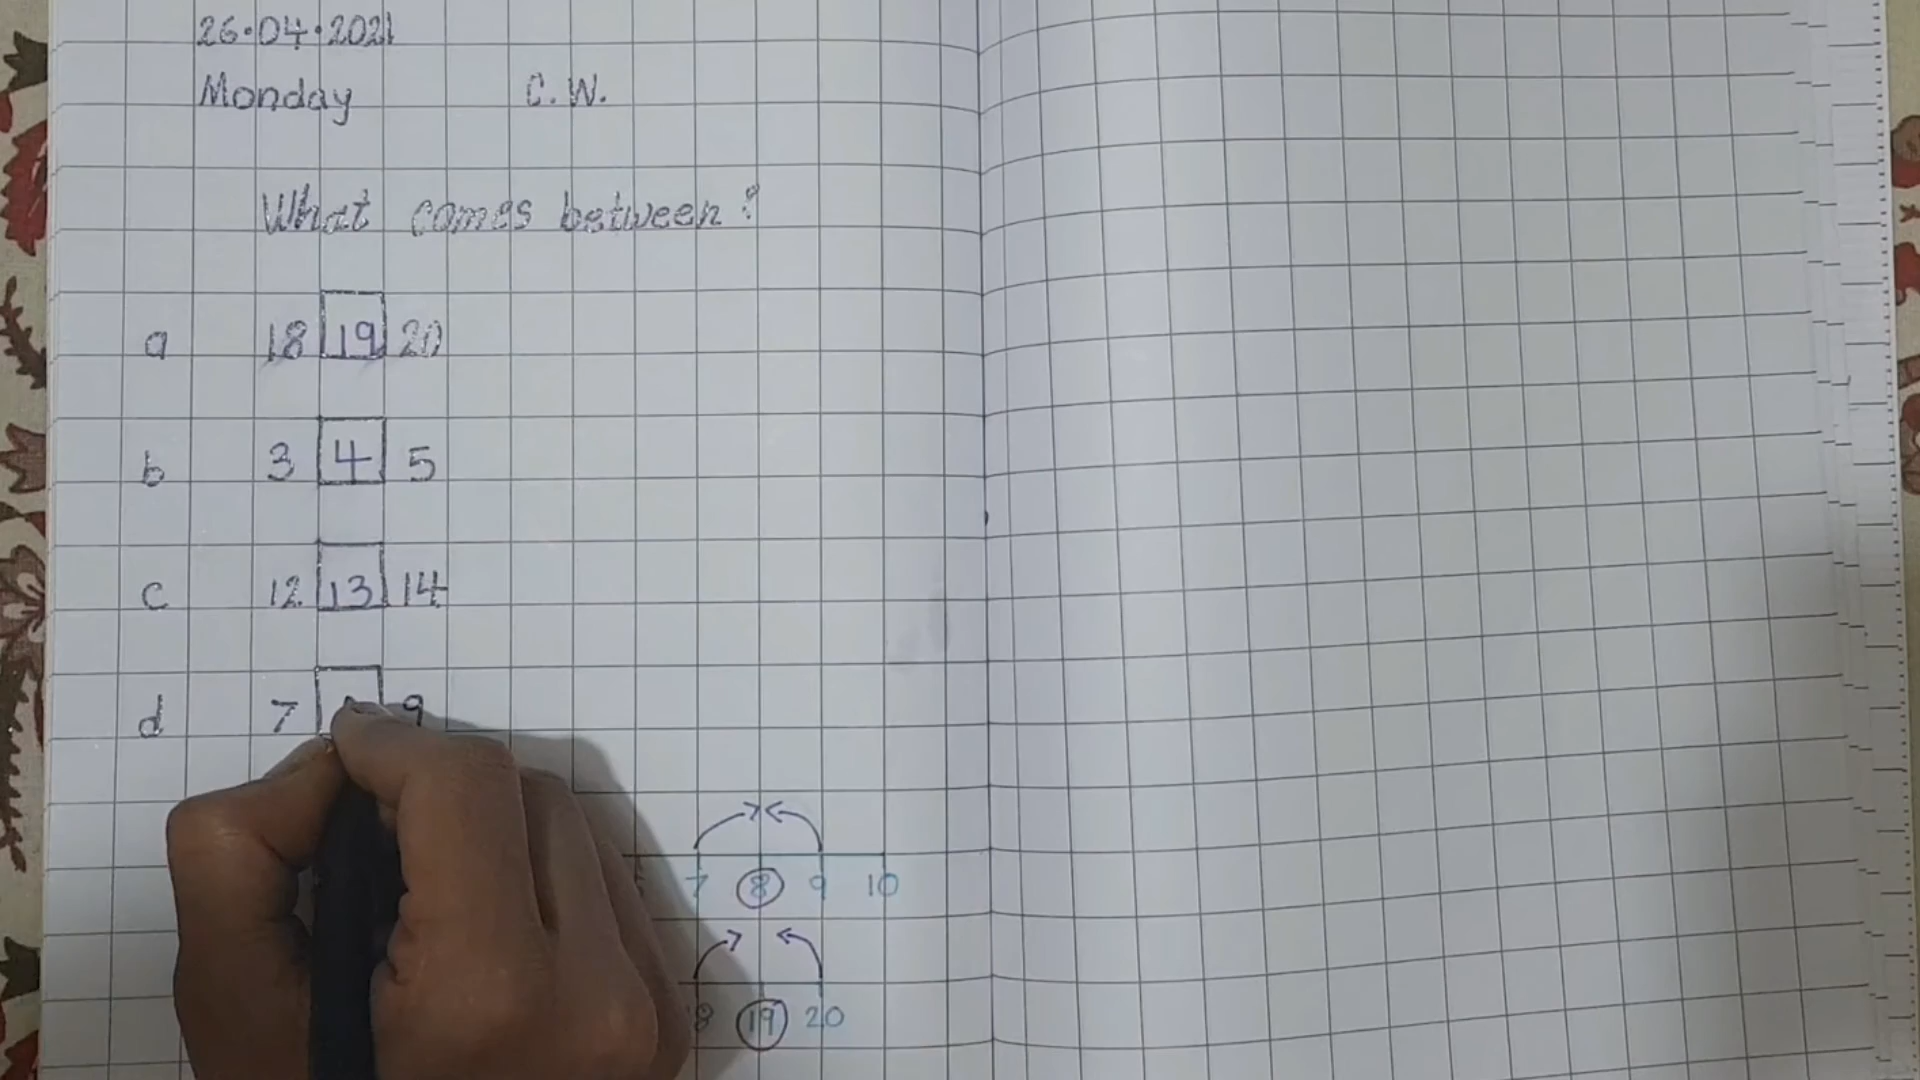 26.04.2021
Monday C.W.
What comes between?
a 18 19 20
b 3 4 5
c 12 13 14
d 7 9
7 8 9 10
18 19 20